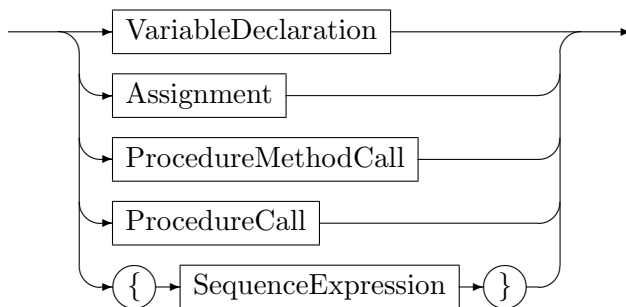 VariableDeclaration
Assignment
ProcedureMethodCall
ProcedureCall
{ SequenceExpression }